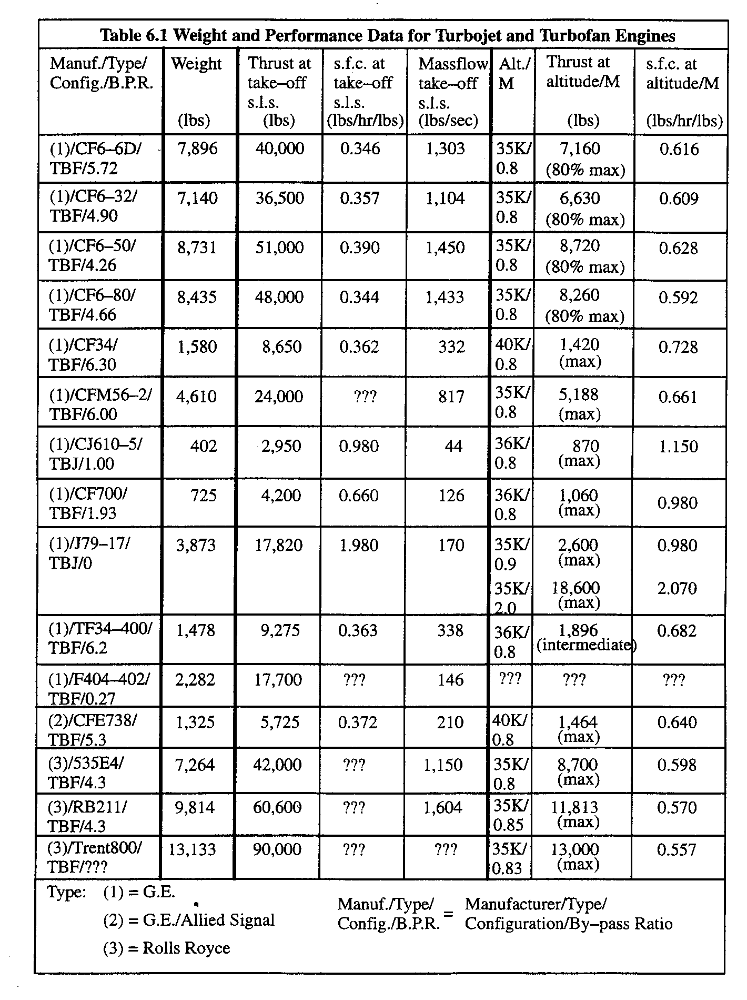 Table 6.1 Weight and Performance Data for Turbojet and Turbofan Engines
Manuf./Type/ Weight Thrust at s.f.c. at Massflow Alt./ Thrust at s.f.c. at
Config./B.P.R. take–off take–off take–off M altitude/M altitude/M
s.l.s. s.l.s. s.l.s.
(lbs) (lbs) (lbs/hr/lbs) (lbs/sec) (lbs) (lbs/hr/lbs)
(1)/CF6–6D/ 7,896 40,000 0.346 1,303 35K/ 7,160 0.616
TBF/5.72 0.8 (80% max)
(1)/CF6–32/ 7,140 36,500 0.357 1,104 35K/ 6,630 0.609
TBF/4.90 0.8 (80% max)
(1)/CF6–50/ 8,731 51,000 0.390 1,450 35K/ 8,720 0.628
TBF/4.26 0.8 (80% max)
(1)/CF6–80/ 8,435 48,000 0.344 1,433 35K/ 8,260 0.592
TBF/4.66 0.8 (80% max)
(1)/CF34/ 1,580 8,650 0.362 332 40K/ 1,420 0.728
TBF/6.30 0.8 (max)
(1)/CFM56–2/ 4,610 24,000 ??? 817 35K/ 5,188 0.661
TBF/6.00 0.8 (max)
(1)/CJ610–5/ 402 2,950 0.980 44 36K/ 870 1.150
TBJ/1.00 0.8 (max)
(1)/CF700/ 725 4,200 0.660 126 36K/ 1,060 0.980
TBF/1.93 0.8 (max)
(1)/J79–17/ 3,873 17,820 1.980 170 35K/ 2,600 0.980
TBJ/0 0.9 (max)
35K/ 18,600 2.070
2.0 (max)
(1)/TF34–400/ 1,478 9,275 0.363 338 36K/ 1,896 0.682
TBF/6.2 0.8 (intermediate)
(1)/F404–402/ 2,282 17,700 ??? 146 ??? ??? ???
TBF/0.27
(2)/CFE738/ 1,325 5,725 0.372 210 40K/ 1,464 0.640
TBF/5.3 0.8 (max)
(3)/535E4/ 7,264 42,000 ??? 1,150 35K/ 8,700 0.598
TBF/4.3 0.8 (max)
(3)/RB211/ 9,814 60,600 ??? 1,604 35K/ 11,813 0.570
TBF/4.3 0.85 (max)
(3)/Trent800/ 13,133 90,000 ??? ??? 35K/ 13,000 0.557
TBF/??? 0.83 (max)
Type: (1) = G.E.
(2) = G.E./Allied Signal
(3) = Rolls Royce
Manuf./Type/ = Manufacturer/Type/
Config./B.P.R. Configuration/By–pass Ratio